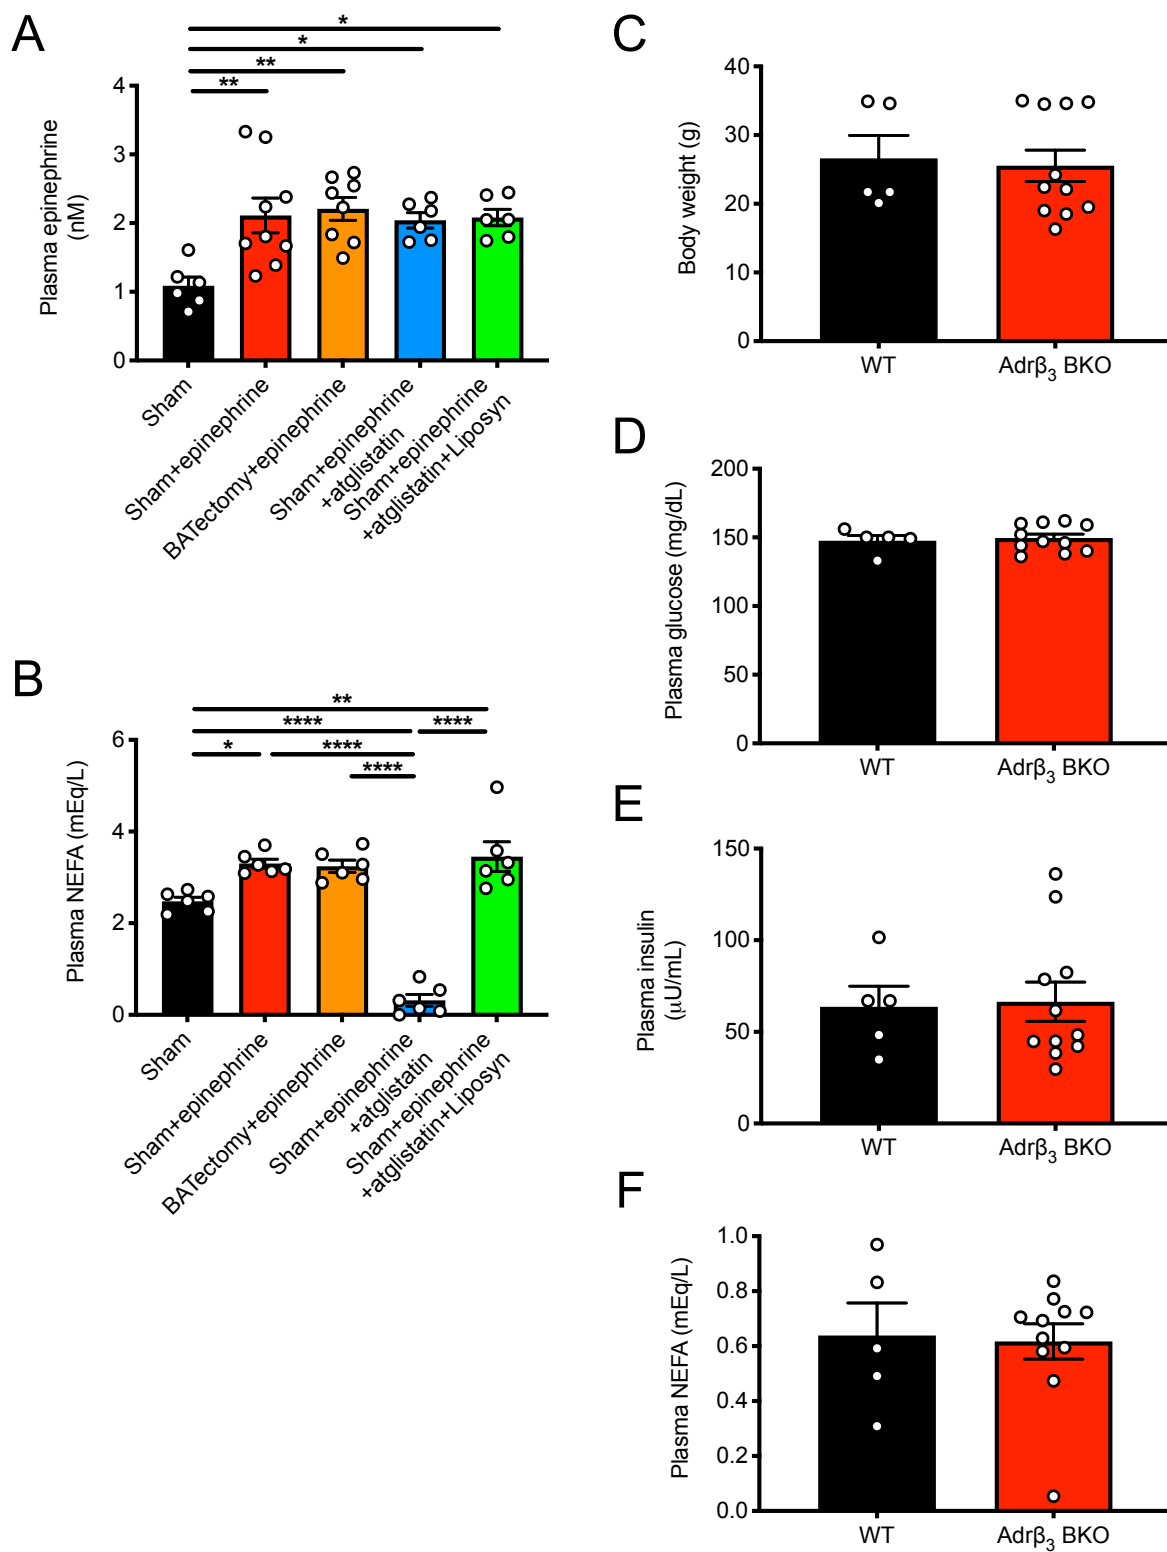 A
*
*
**
**
Plasma epinephrine
(nM)
4
3
2
1
0
Sham
Sham+epinephrine
BATectomy+epinephrine
Sham+epinephrine
+atglistatin
Sham+epinephrine
+atglistatin+Liposyn
B
**
****
****
*
****
****
Plasma NEFA (mEq/L)
6
4
2
0
Sham
Sham+epinephrine
BATectomy+epinephrine
Sham+epinephrine
+atglistatin
Sham+epinephrine
+atglistatin+Liposyn
C
Body weight (g)
40
30
20
10
0
WT
Adrβ₃ BKO
D
Plasma glucose (mg/dL)
200
150
100
50
0
WT
Adrβ₃ BKO
E
Plasma insulin
(μU/mL)
150
100
50
0
WT
Adrβ₃ BKO
F
Plasma NEFA (mEq/L)
1.0
0.8
0.6
0.4
0.2
0.0
WT
Adrβ₃ BKO